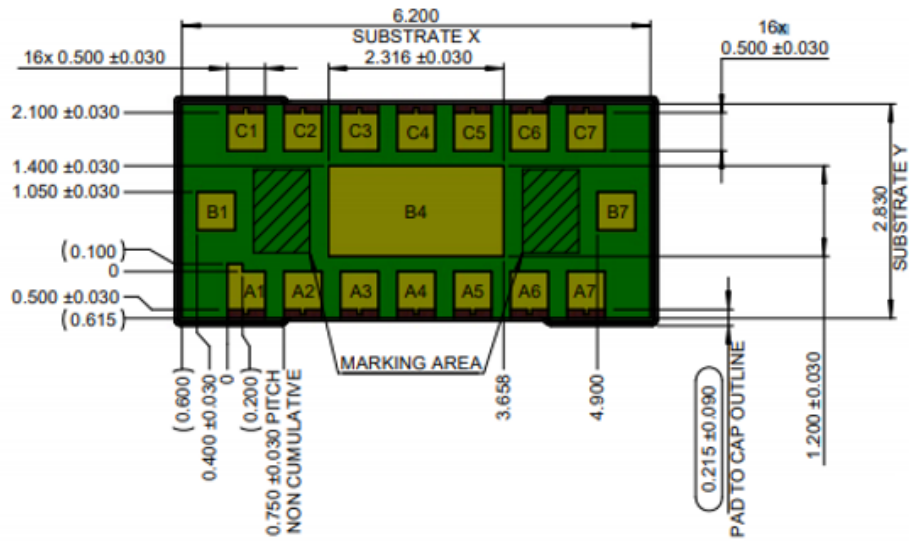 6.200
SUBSTRATE X
16x 0.500 ±0.030
2.316 ±0.030
16x
0.500 ±0.030
2.100 ±0.030
C1 C2 C3 C4 C5 C6 C7
1.400 ±0.030
1.050 ±0.030
B1 B4 B7
2.830
SUBSTRATE Y
(0.100)
0
A1 A2 A3 A4 A5 A6 A7
0.500 ±0.030
(0.615)
MARKING AREA
(0.600)
0.400 ±0.030
0
(0.200)
0.750 ±0.030 PITCH
NON CUMULATIVE
3.658
4.900
0.215 ±0.090
PAD TO CAP OUTLINE
1.200 ±0.030